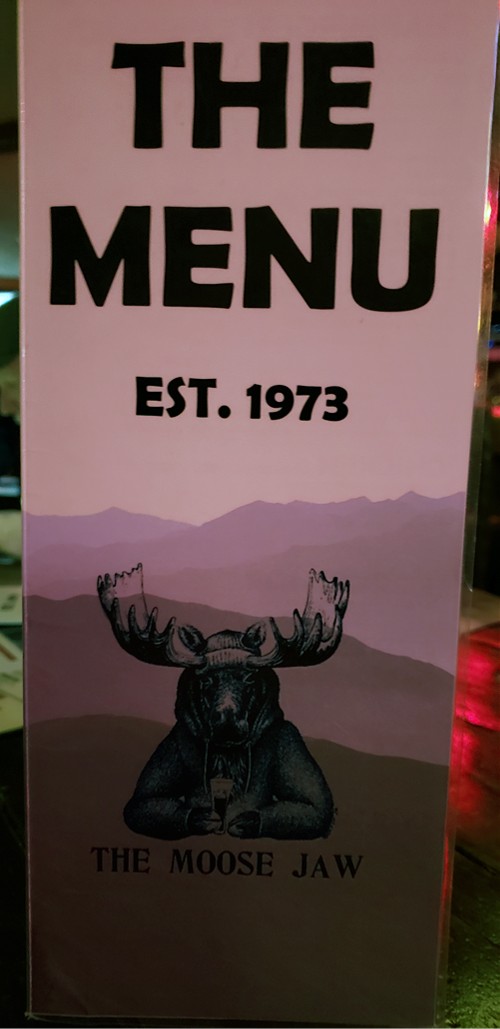 THE
MENU
EST. 1973
THE MOOSE JAW